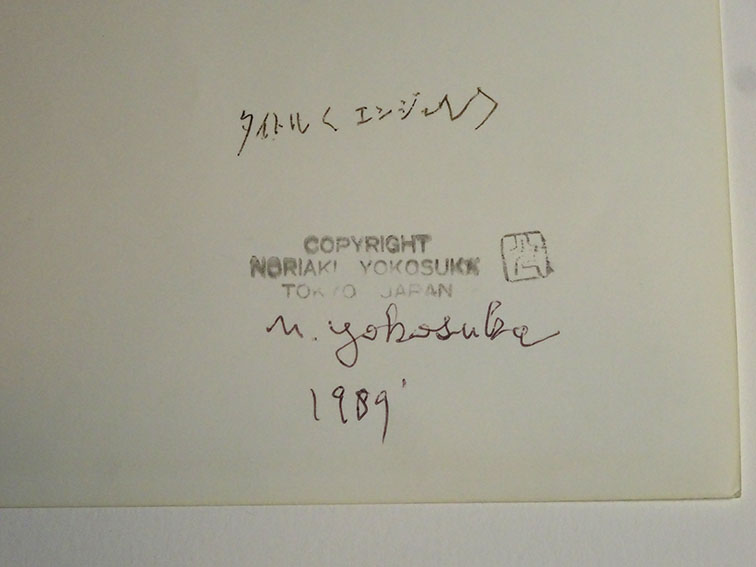 タイトル〈エンジェル〉
COPYRIGHT
NORIAKI YOKOSUKA
TOKYO JAPAN
N. Yokosuka
1989'